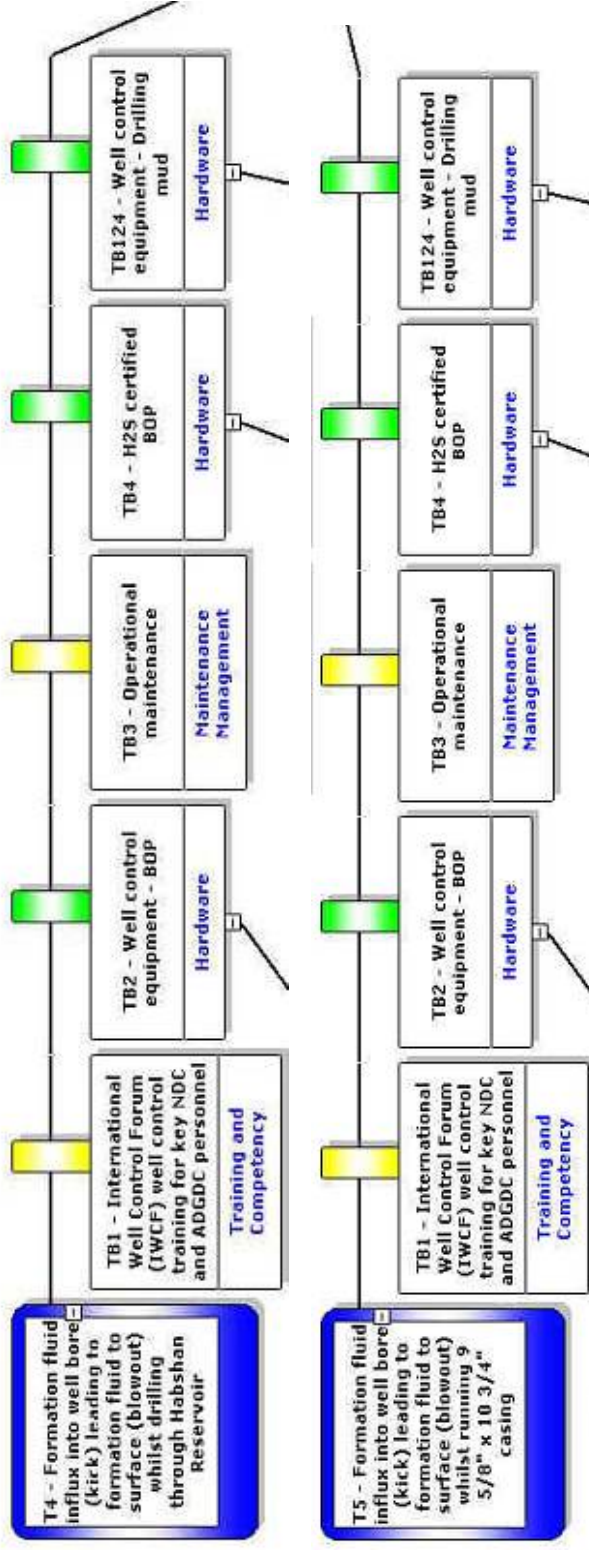 T4 - Formation fluid
influx into well bore
(kick) leading to
formation fluid to
surface (blowout)
whilst drilling
through Habshan
Reservoir
TB1 - International
Well Control Forum
(IWCF) well control
training for key NDC
and ADGDC personnel
Training and
Competency
TB2 - Well control
equipment - BOP
Hardware
TB3 - Operational
maintenance
Maintenance
Management
TB4 - H2S certified
BOP
Hardware
TB124 - Well control
equipment - Drilling
mud
Hardware
T5 - Formation fluid
influx into well bore
(kick) leading to
formation fluid to
surface (blowout)
whilst running 9
5/8" x 10 3/4"
casing
TB1 - International
Well Control Forum
(IWCF) well control
training for key NDC
and ADGDC personnel
Training and
Competency
TB2 - Well control
equipment - BOP
Hardware
TB3 - Operational
maintenance
Maintenance
Management
TB4 - H2S certified
BOP
Hardware
TB124 - Well control
equipment - Drilling
mud
Hardware